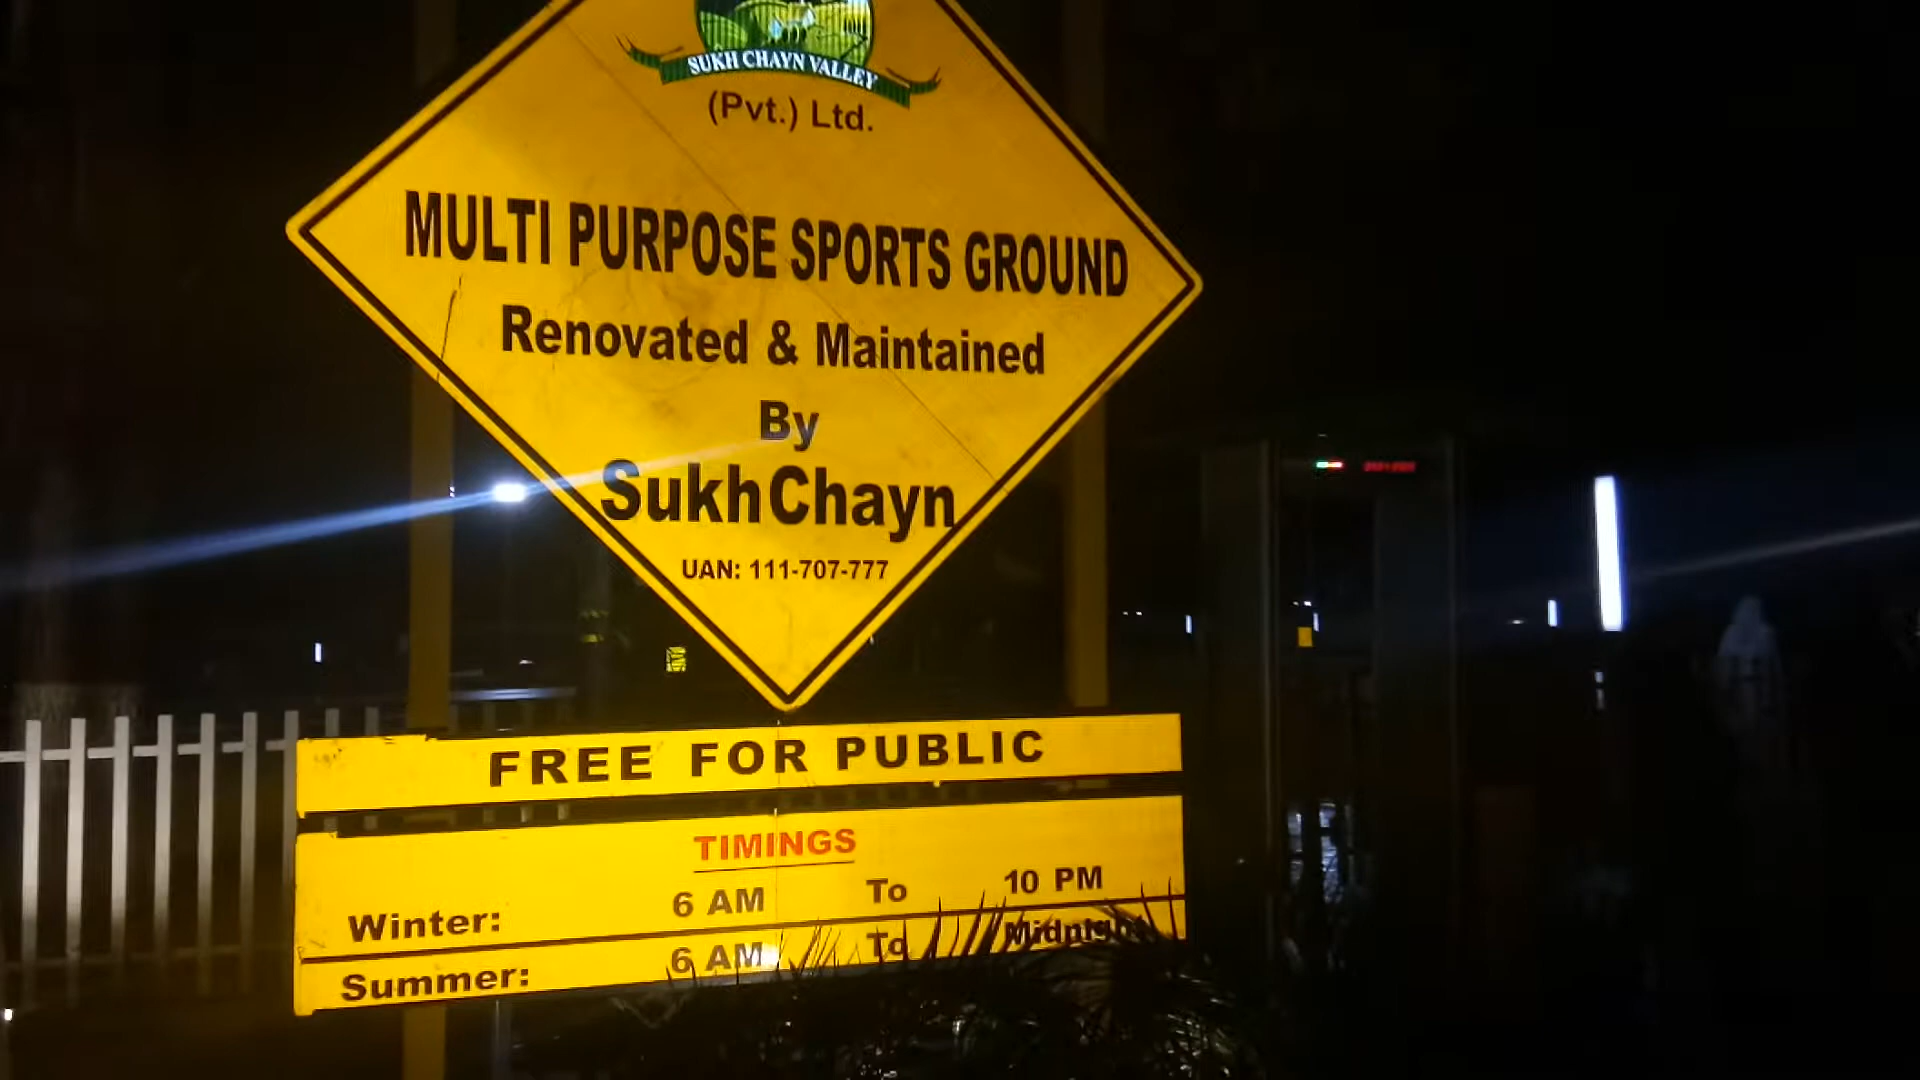 SUKH CHAYN VALLEY
(Pvt.) Ltd.
MULTI PURPOSE SPORTS GROUND
Renovated & Maintained
By
SukhChayn
UAN: 111-707-777
FREE FOR PUBLIC
TIMINGS
Winter: 6 AM To 10 PM
Summer: 6 AM To Midnight